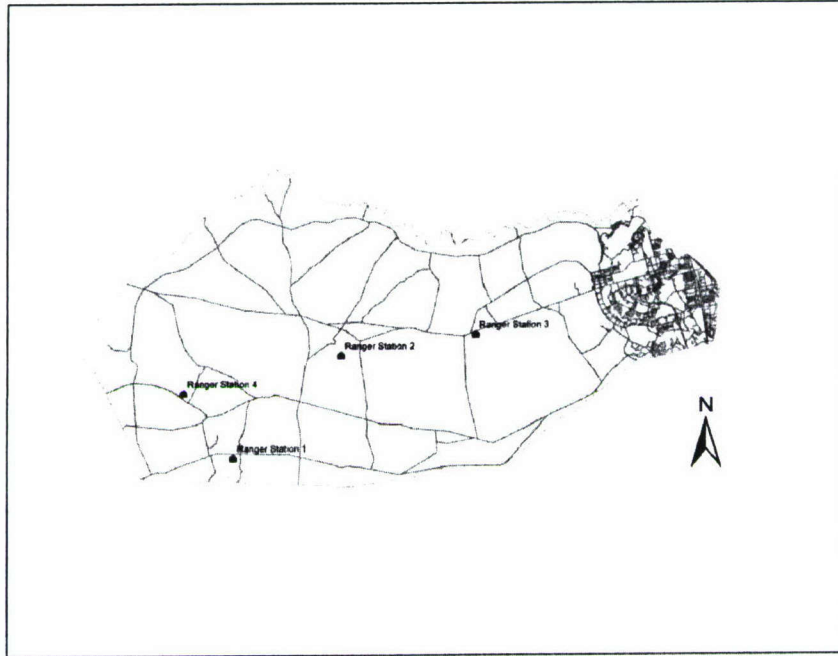 Ranger Station 3
Ranger Station 2
Ranger Station 4
N
Ranger Station 1